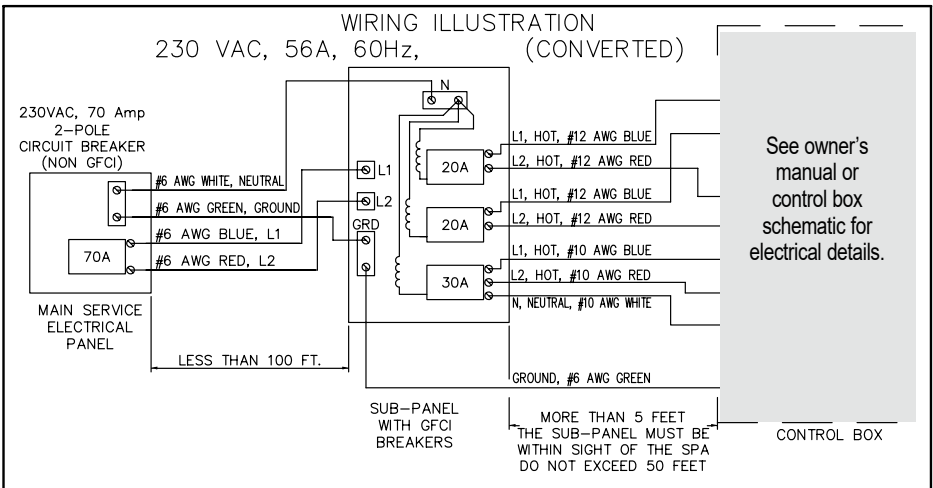 WIRING ILLUSTRATION
230 VAC, 56A, 60Hz, (CONVERTED)
230VAC, 70 Amp
2-POLE
CIRCUIT BREAKER
(NON GFCI)
#6 AWG WHITE, NEUTRAL
#6 AWG GREEN, GROUND
#6 AWG BLUE, L1
#6 AWG RED, L2
70A
MAIN SERVICE
ELECTRICAL
PANEL
LESS THAN 100 FT.
N
L1
L2
GRD
20A
20A
30A
SUB-PANEL
WITH GFCI
BREAKERS
L1, HOT, #12 AWG BLUE
L2, HOT, #12 AWG RED
L1, HOT, #12 AWG BLUE
L2, HOT, #12 AWG RED
L1, HOT, #10 AWG BLUE
L2, HOT, #10 AWG RED
N, NEUTRAL, #10 AWG WHITE
GROUND, #6 AWG GREEN
MORE THAN 5 FEET
THE SUB-PANEL MUST BE
WITHIN SIGHT OF THE SPA
DO NOT EXCEED 50 FEET
See owner's
manual or
control box
schematic for
electrical details.
CONTROL BOX